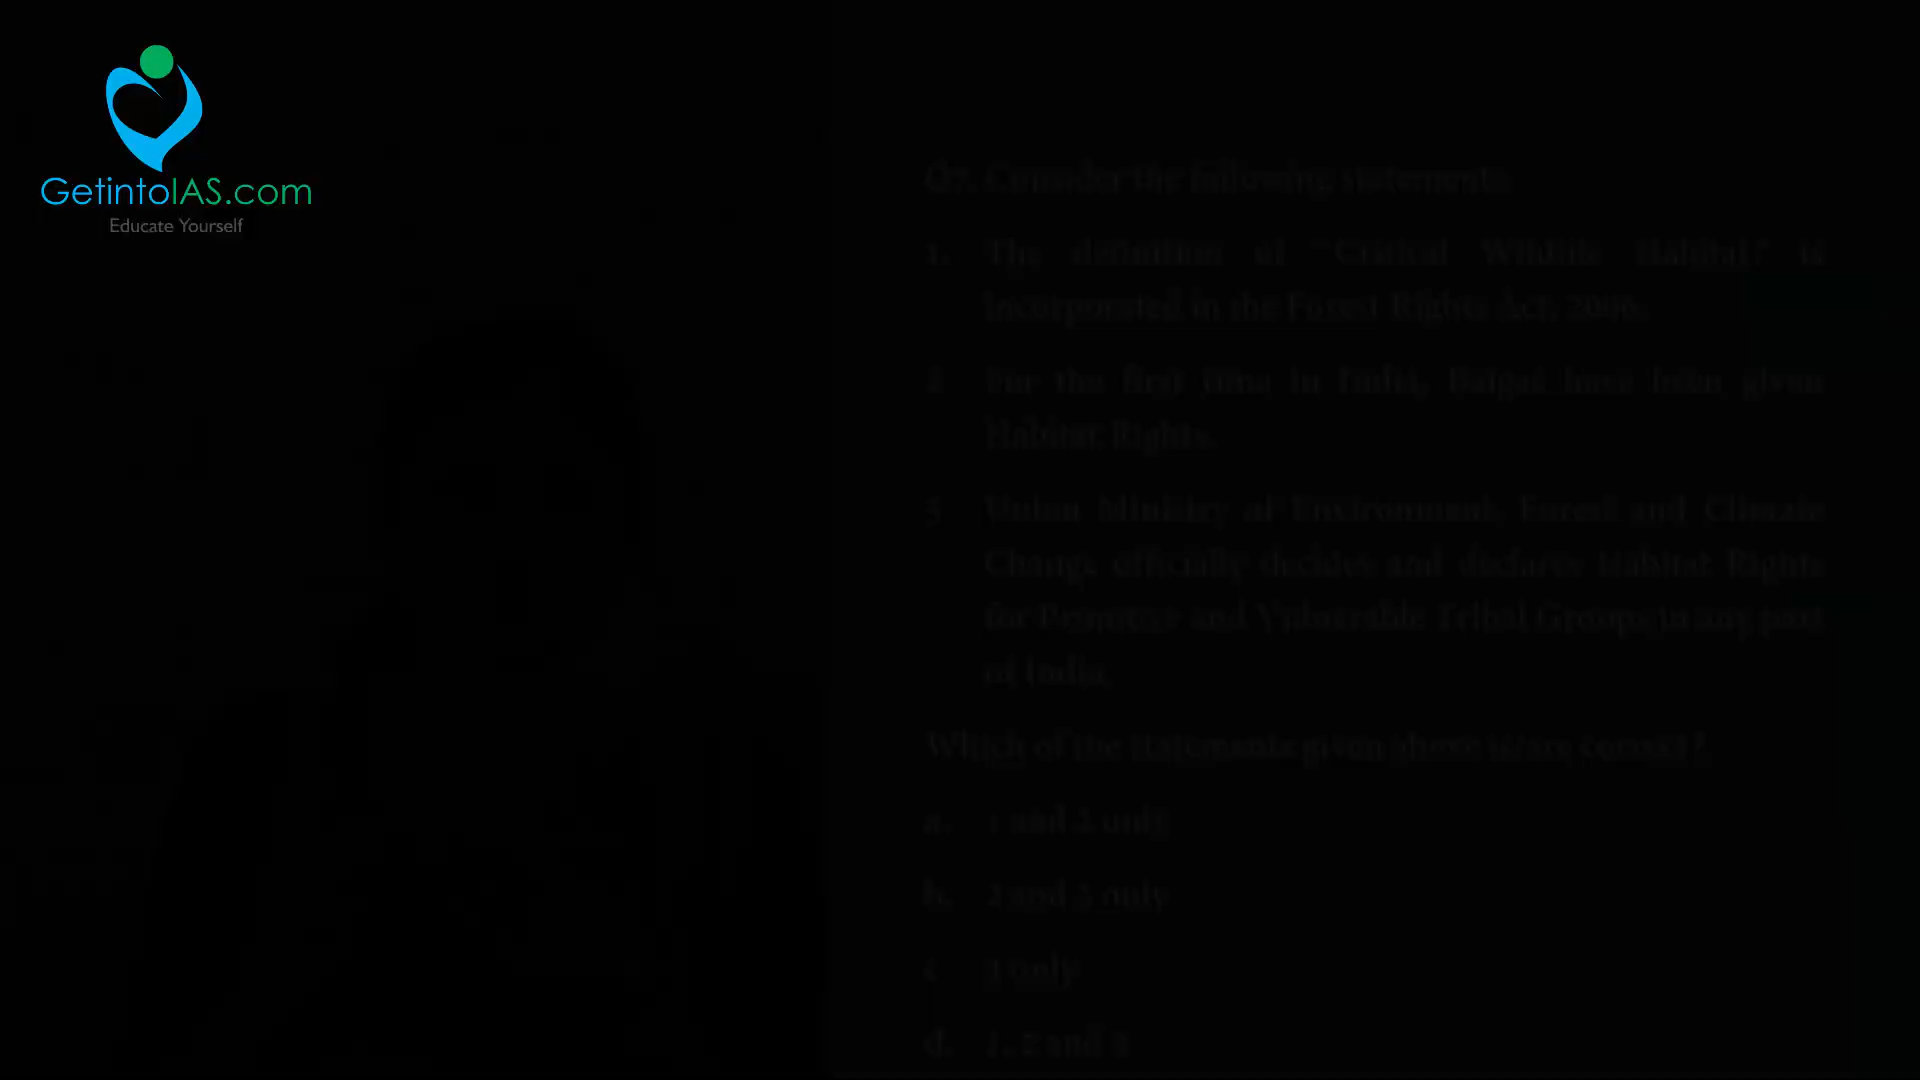 GetintoIAS.com
Educate Yourself
Q7. Consider the following statements:
1. The definition of "Critical Wildlife Habitat" is
incorporated in the Forest Rights Act, 2006.
2. For the first time in India, Baigas have been given
Habitat Rights.
3. Union Ministry of Environment, Forest and Climate
Change officially decides and declares Habitat Rights
for Primitive and Vulnerable Tribal Groups in any part
of India.
Which of the statements given above is/are correct?
a. 1 and 2 only
b. 2 and 3 only
c. 3 only
d. 1, 2 and 3